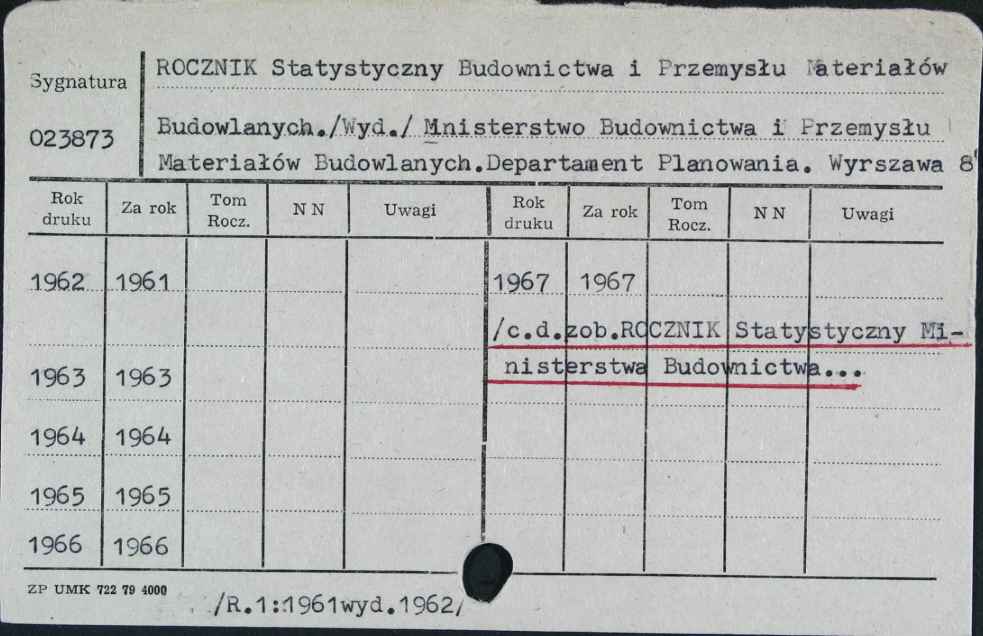 Sygnatura
ROCZNIK Statystyczny Budownictwa i Przemysłu Materiałów
023873
Budowlanych./Wyd./ Mnisterstwo Budownictwa i Przemysłu
Materiałów Budowlanych.Departament Planowania. Wyrszawa 8°
Rok druku Za rok Tom Rocz. N N Uwagi Rok druku Za rok Tom Rocz. N N Uwagi
1962 1961 1967 1967
/c.d.zob.ROCZNIK Statystyczny Mi-
1963 1963 nisterstwa Budownictwa...
1964 1964
1965 1965
1966 1966
ZP UMK 722 79 4000
/R.1:1961wyd.1962/